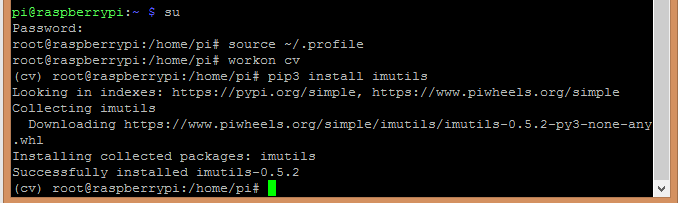 pi@raspberrypi:~ $ su
Password:
root@raspberrypi:/home/pi# source ~/.profile
root@raspberrypi:/home/pi# workon cv
(cv) root@raspberrypi:/home/pi# pip3 install imutils
Looking in indexes: https://pypi.org/simple, https://www.piwheels.org/simple
Collecting imutils
  Downloading https://www.piwheels.org/simple/imutils/imutils-0.5.2-py3-none-any
.whl
Installing collected packages: imutils
Successfully installed imutils-0.5.2
(cv) root@raspberrypi:/home/pi#